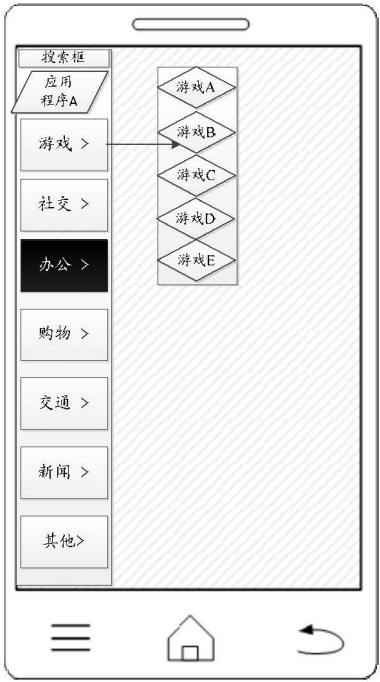 搜索框
应用
程序A
游戏 >
社交 >
办公 >
购物 >
交通 >
新闻 >
其他>
游戏A
游戏B
游戏C
游戏D
游戏E